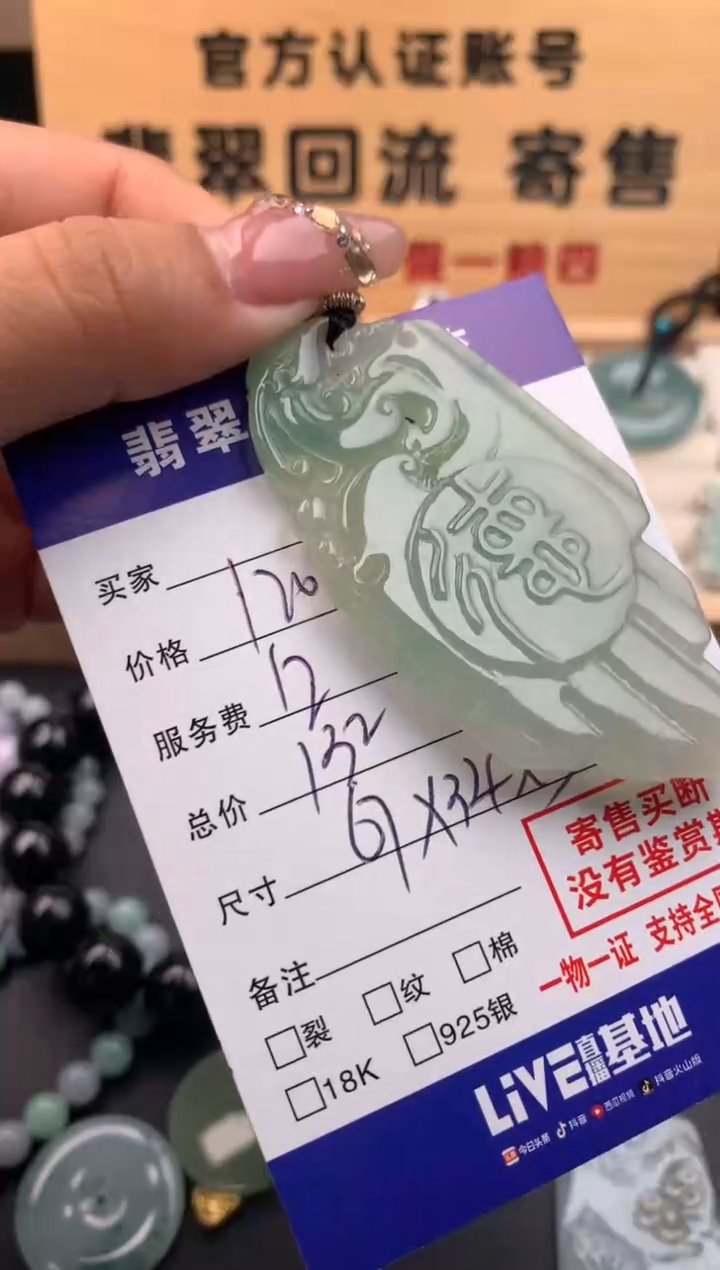 官方认证账号
翡翠回流 寄售
翡翠
买家
价格 120
服务费 12
总价 132
尺寸 61×34×
备注
□裂 □纹 □棉
□18K □925银
寄售买断
没有鉴赏期
一物一证 支持全国
LiVE直播基地
今日头条 抖音 西瓜视频 抖音火山版